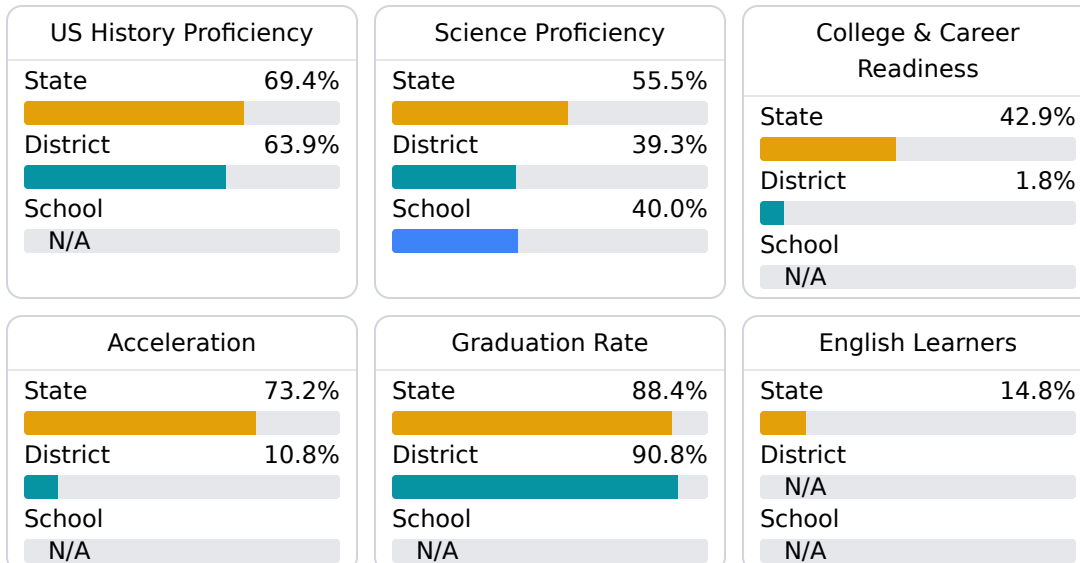 US History Proficiency
State 69.4%
District 63.9%
School
N/A
Science Proficiency
State 55.5%
District 39.3%
School 40.0%
College & Career
Readiness
State 42.9%
District 1.8%
School
N/A
Acceleration
State 73.2%
District 10.8%
School
N/A
Graduation Rate
State 88.4%
District 90.8%
School
N/A
English Learners
State 14.8%
District
N/A
School
N/A